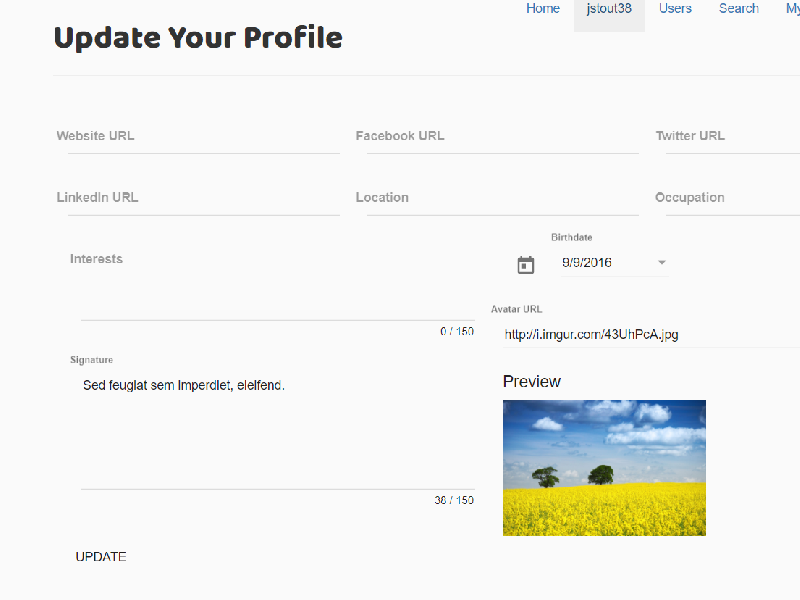 Home jstout38 Users Search My
Update Your Profile
Website URL Facebook URL Twitter URL
LinkedIn URL Location Occupation
Birthdate
Interests 9/9/2016
Avatar URL
0 / 150 http://i.imgur.com/43UhPcA.jpg
Signature
Sed feugiat sem imperdiet, eleifend. Preview
38 / 150
UPDATE